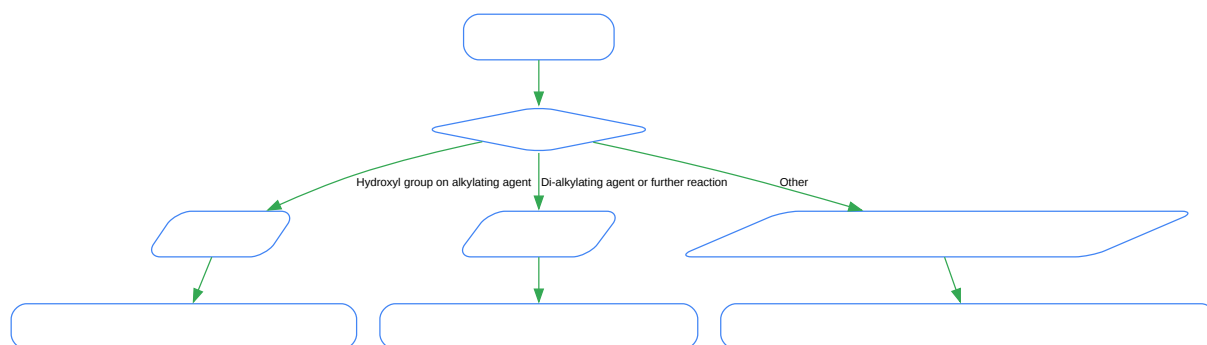 Hydroxyl group on alkylating agent
Di-alkylating agent or further reaction
Other